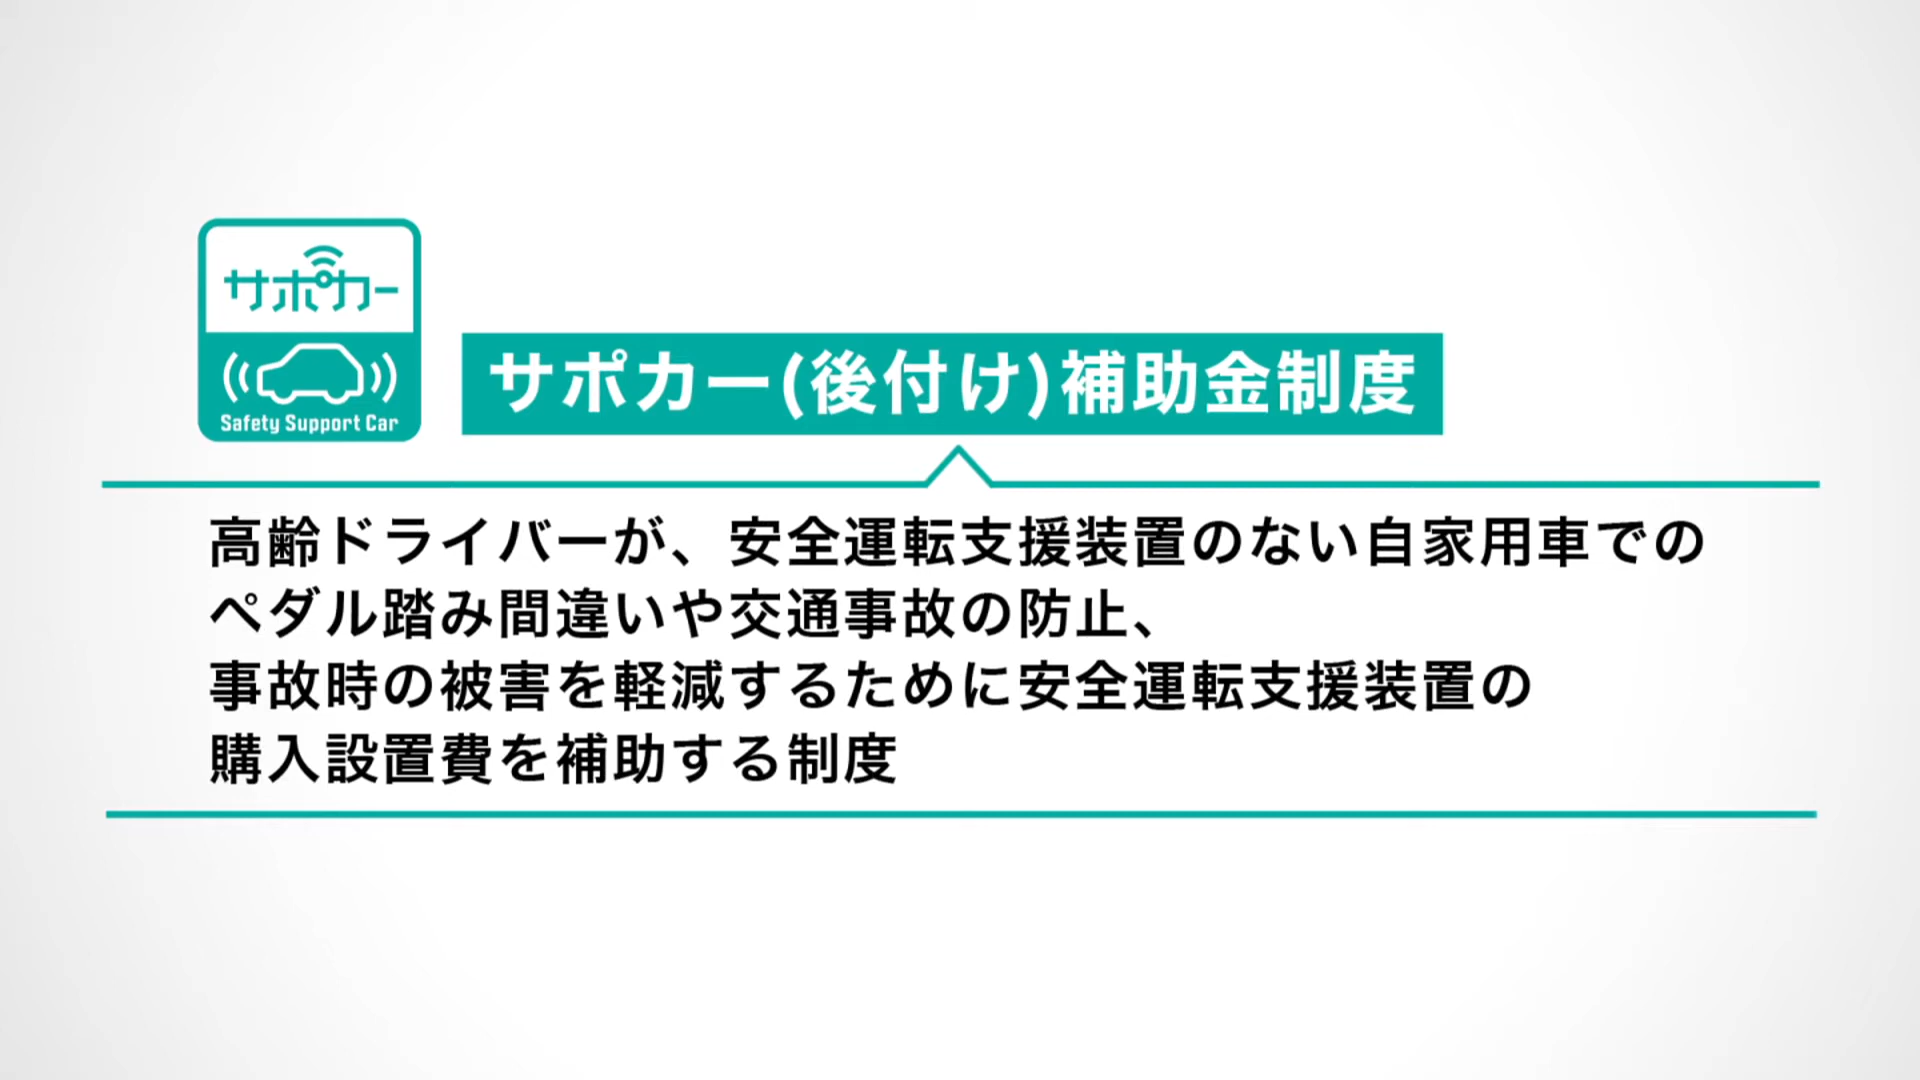 サポカー
Safety Support Car
サポカー(後付け)補助金制度
高齢ドライバーが、安全運転支援装置のない自家用車での
ペダル踏み間違いや交通事故の防止、
事故時の被害を軽減するために安全運転支援装置の
購入設置費を補助する制度